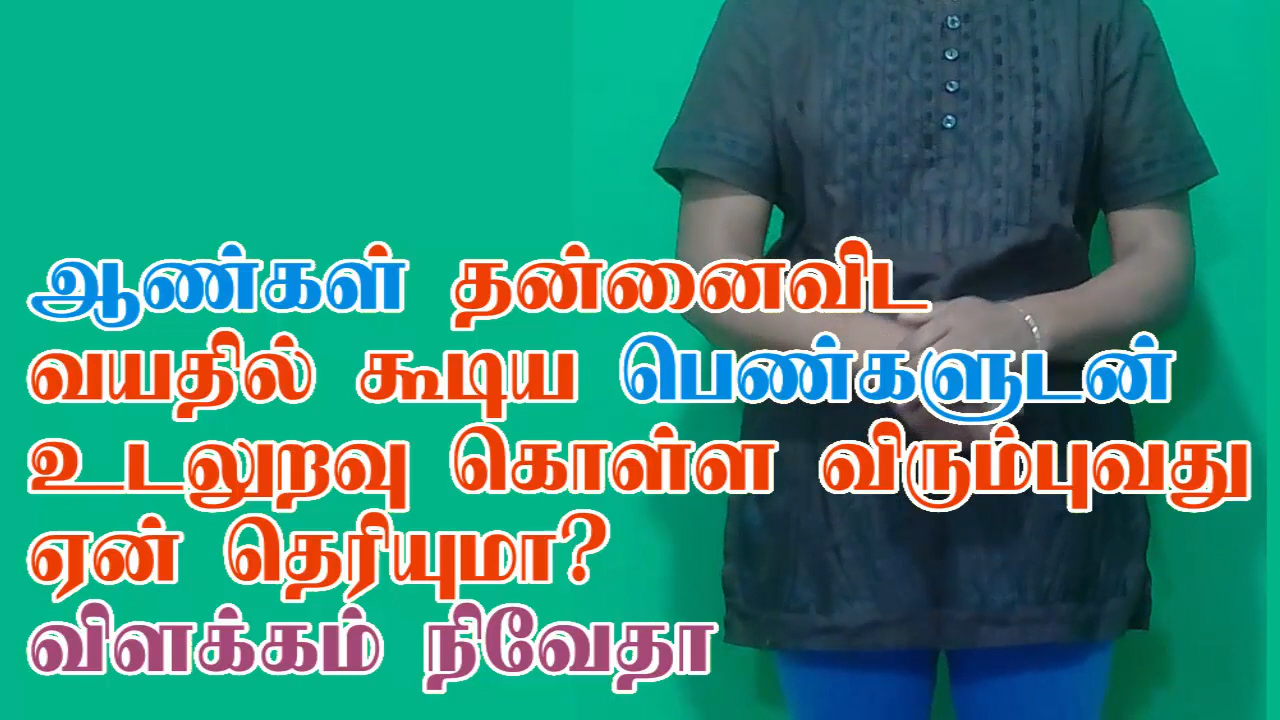 ஆண்கள் தன்னைவிட
வயதில் கூடிய பெண்களுடன்
உடலுறவு கொள்ள விரும்புவது
ஏன் தெரியுமா?
விளக்கம் நிவேதா